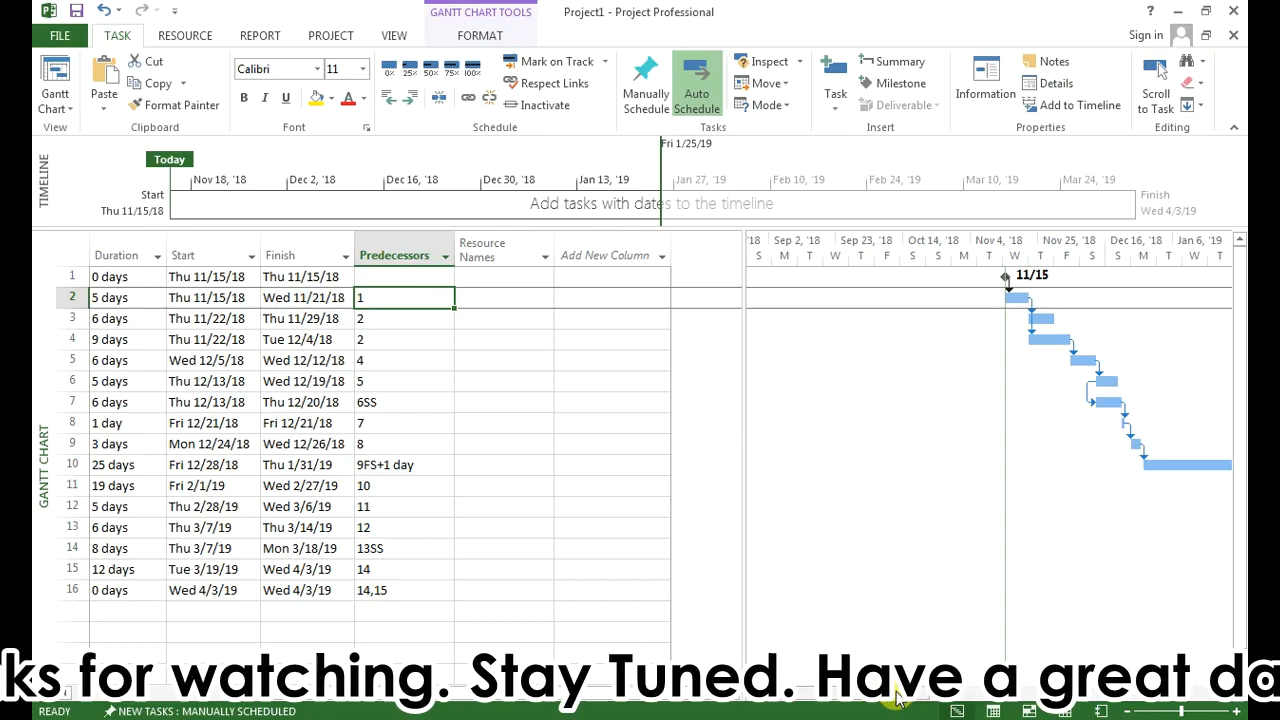 GANTT CHART TOOLS
Project1 - Project Professional
?
FILE
TASK
RESOURCE
REPORT
PROJECT
VIEW
FORMAT
Sign in
Gantt Chart
View
Paste
Cut
Copy
Format Painter
Clipboard
Calibri
11
B I U
A
Font
0% 25% 50% 75% 100%
Mark on Track
Respect Links
Inactivate
Schedule
Manually Schedule
Auto Schedule
Inspect
Move
Mode
Tasks
Task
Summary
Milestone
Deliverable
Insert
Information
Notes
Details
Add to Timeline
Properties
Scroll to Task
Editing
TIMELINE
Today
Fri 1/25/19
Nov 18, '18
Dec 2, '18
Dec 16, '18
Dec 30, '18
Jan 13, '19
Jan 27, '19
Feb 10, '19
Feb 24, '19
Mar 10, '19
Mar 24, '19
Start
Thu 11/15/18
Add tasks with dates to the timeline
Finish
Wed 4/3/19
GANTT CHART
Duration Start Finish Predecessors Resource Names Add New Column
1 0 days Thu 11/15/18 Thu 11/15/18
2 5 days Thu 11/15/18 Wed 11/21/18 1
3 6 days Thu 11/22/18 Thu 11/29/18 2
4 9 days Thu 11/22/18 Tue 12/4/18 2
5 6 days Wed 12/5/18 Wed 12/12/18 4
6 5 days Thu 12/13/18 Wed 12/19/18 5
7 6 days Thu 12/13/18 Thu 12/20/18 6SS
8 1 day Fri 12/21/18 Fri 12/21/18 7
9 3 days Mon 12/24/18 Wed 12/26/18 8
10 25 days Fri 12/28/18 Thu 1/31/19 9FS+1 day
11 19 days Fri 2/1/19 Wed 2/27/19 10
12 5 days Thu 2/28/19 Wed 3/6/19 11
13 6 days Thu 3/7/19 Thu 3/14/19 12
14 8 days Thu 3/7/19 Mon 3/18/19 13SS
15 12 days Tue 3/19/19 Wed 4/3/19 14
16 0 days Wed 4/3/19 Wed 4/3/19 14,15
'18 Sep 2, '18 Sep 23, '18 Oct 14, '18 Nov 4, '18 Nov 25, '18 Dec 16, '18 Jan 6, '19
S M T W T F S S M T W T F S S M W T
11/15
ks for watching. Stay Tuned. Have a great da
READY
NEW TASKS : MANUALLY SCHEDULED